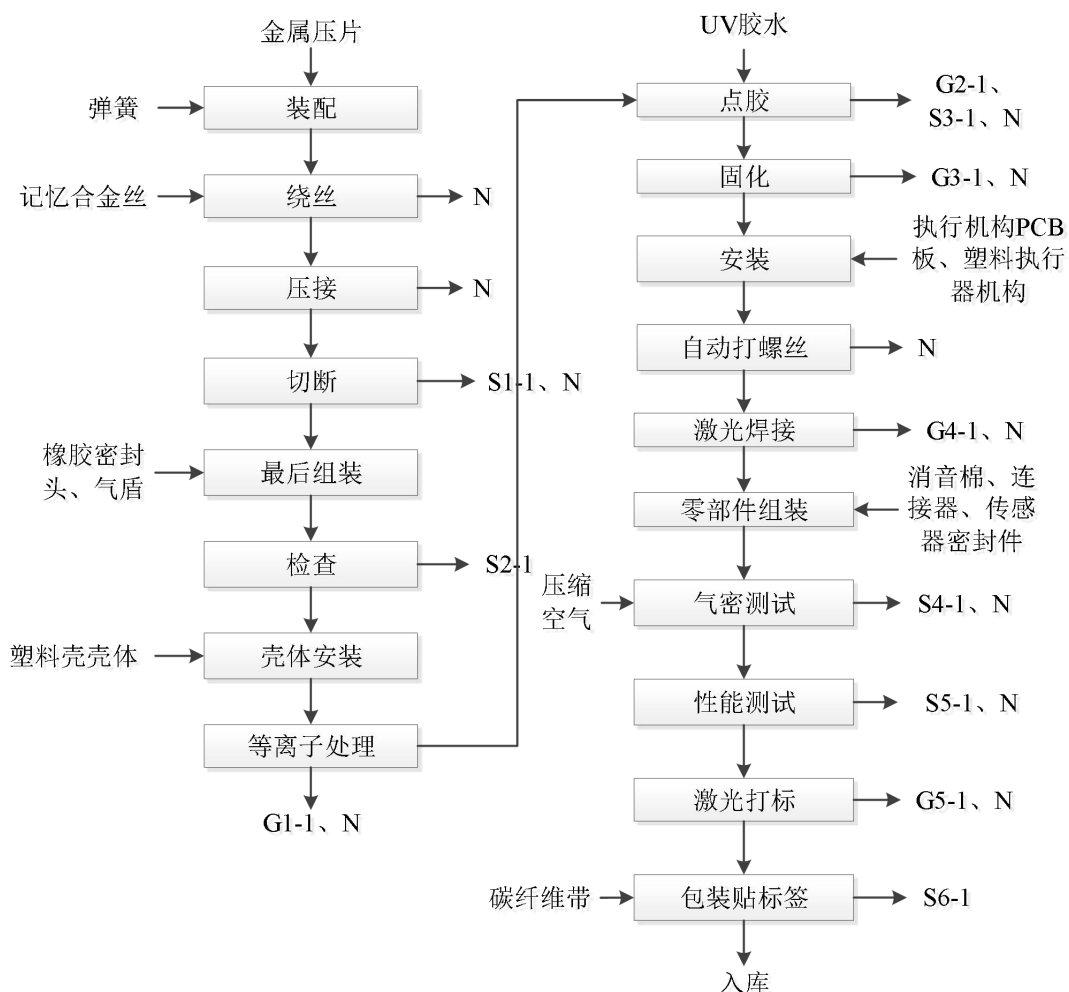 金属压片
弹簧
装配
记忆合金丝
绕丝
N
压接
N
切断
S1-1、N
橡胶密封
头、气盾
最后组装
检查
S2-1
塑料壳壳体
壳体安装
等离子处理
G1-1、N
UV胶水
点胶
G2-1、
S3-1、N
固化
G3-1、N
安装
执行机构PCB
板、塑料执行
器机构
自动打螺丝
N
激光焊接
G4-1、N
零部件组装
消音棉、连
接器、传感
器密封件
压缩
空气
气密测试
S4-1、N
性能测试
S5-1、N
激光打标
G5-1、N
碳纤维带
包装贴标签
S6-1
入库